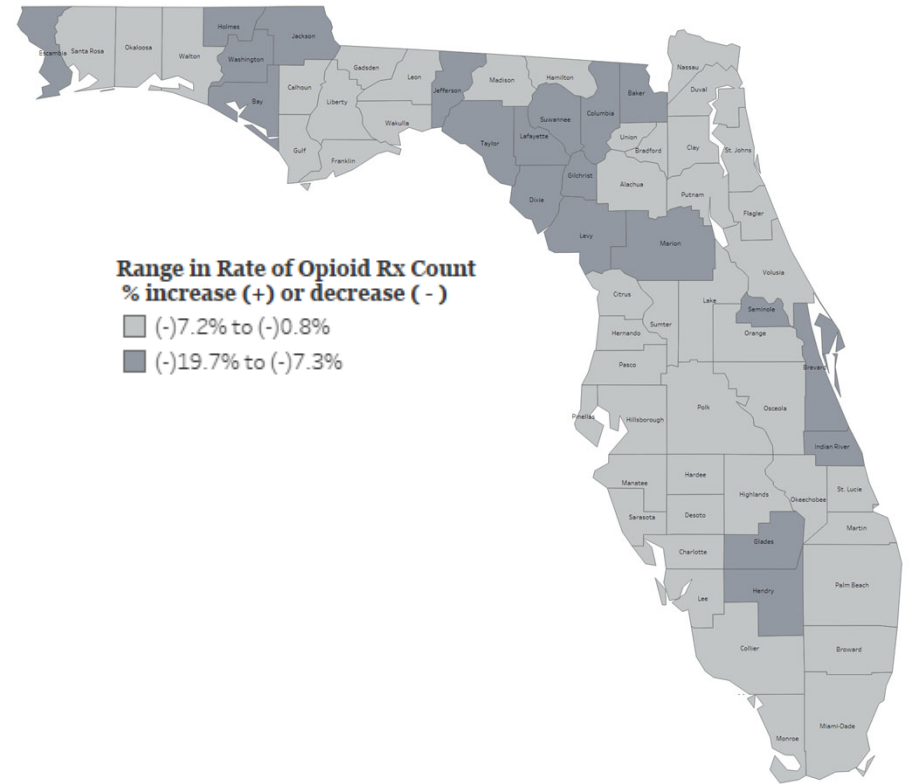 Holmes
Jackson
Escambia
Santa Rosa
Okaloosa
Walton
Washington
Gadsden
Leon
Jefferson
Madison
Hamilton
Nassau
Duval
Calhoun
Bay
Liberty
Wakulla
Taylor
Lafayette
Suwannee
Columbia
Baker
Union
Bradford
Clay
St. Johns
Gulf
Franklin
Dixie
Gilchrist
Alachua
Putnam
Flagler
Levy
Marion
Volusia
Range in Rate of Opioid Rx Count
% increase (+) or decrease ( - )
(-)7.2% to (-)0.8%
(-)19.7% to (-)7.3%
Citrus
Sumter
Lake
Seminole
Orange
Hernando
Pasco
Brevard
Pinellas
Hillsborough
Polk
Osceola
Indian River
Manatee
Hardee
Highlands
Okeechobee
St. Lucie
Sarasota
Desoto
Martin
Charlotte
Glades
Lee
Hendry
Palm Beach
Collier
Broward
Monroe
Miami-Dade